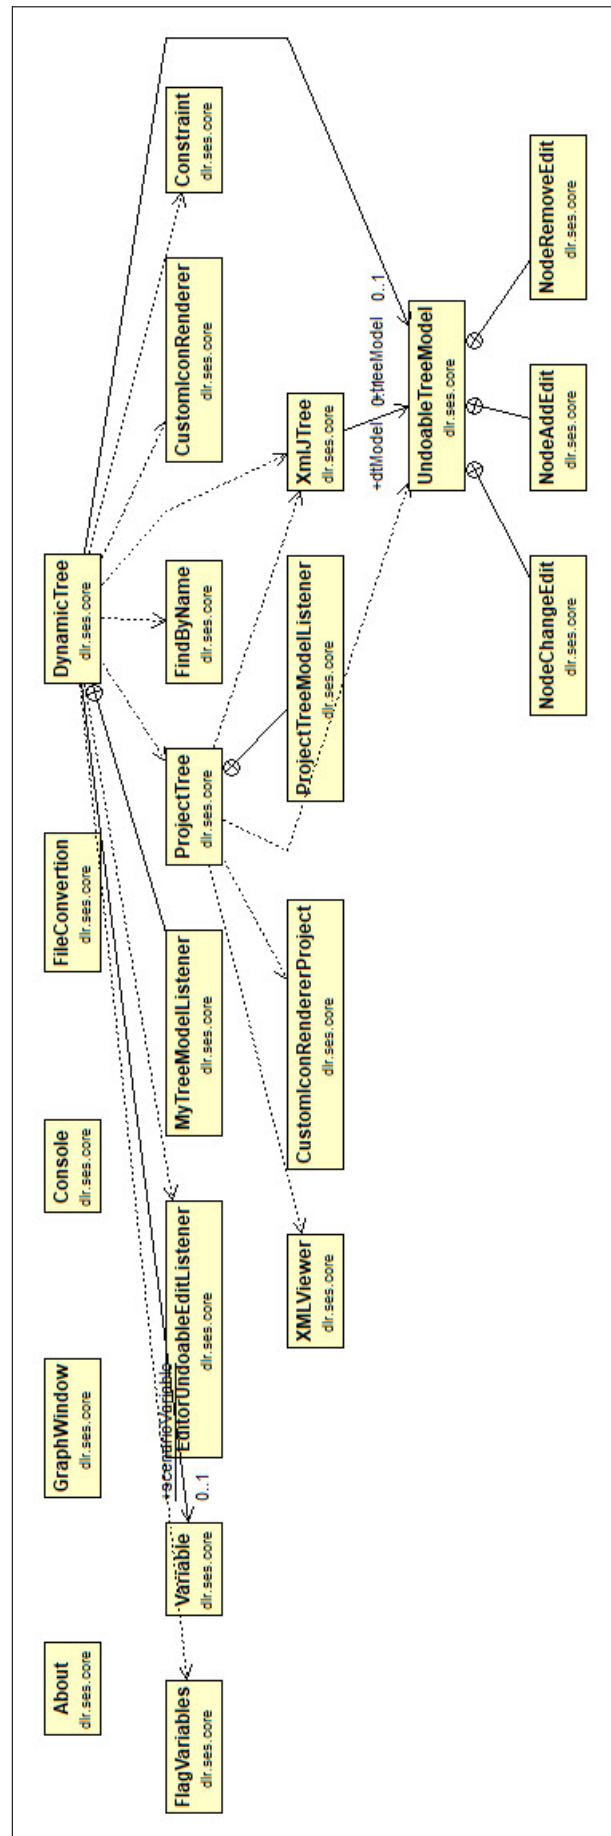 About
dlr.ses.core
GraphWindow
dlr.ses.core
Console
dlr.ses.core
FileConvertion
dlr.ses.core
DynamicTree
dlr.ses.core
FlagVariables
dlr.ses.core
Variable
dlr.ses.core
0..1
+scenarioVariable
EditorUndoableEditListener
dlr.ses.core
MyTreeModelListener
dlr.ses.core
ProjectTree
dlr.ses.core
FindByName
dlr.ses.core
CustomIconRenderer
dlr.ses.core
Constraint
dlr.ses.core
XMLViewer
dlr.ses.core
CustomIconRendererProject
dlr.ses.core
ProjectTreeModelListener
dlr.ses.core
XmlJTree
dlr.ses.core
+dtModel
+treeModel
0..1
UndoableTreeModel
dlr.ses.core
NodeChangeEdit
dlr.ses.core
NodeAddEdit
dlr.ses.core
NodeRemoveEdit
dlr.ses.core